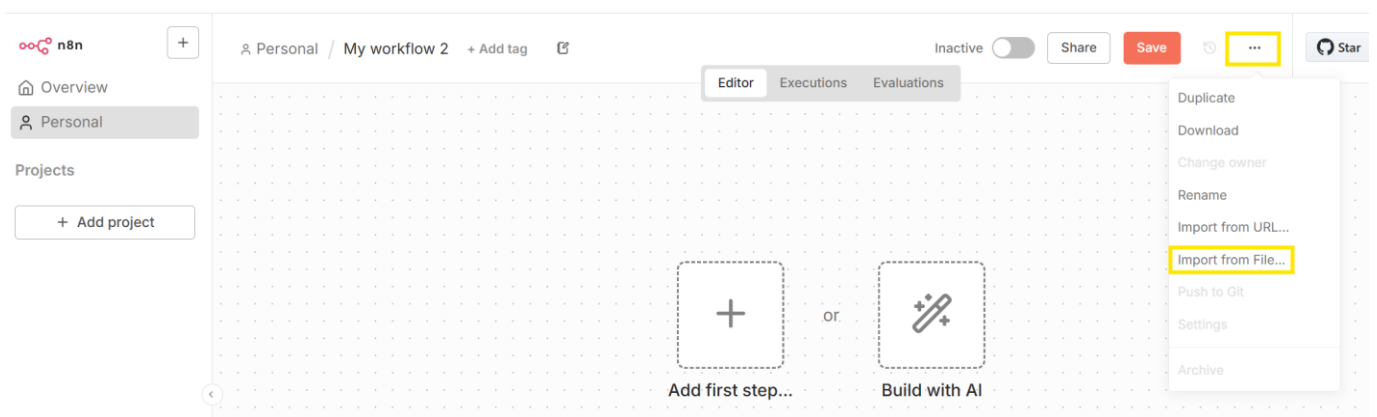 n8n
+
Personal / My workflow 2 + Add tag
Inactive
Share
Save
...
Star
Overview
Personal
Projects
+ Add project
Editor
Executions
Evaluations
Duplicate
Download
Change owner
Rename
Import from URL...
Import from File...
Push to Git
Settings
Archive
or
Add first step...
Build with AI